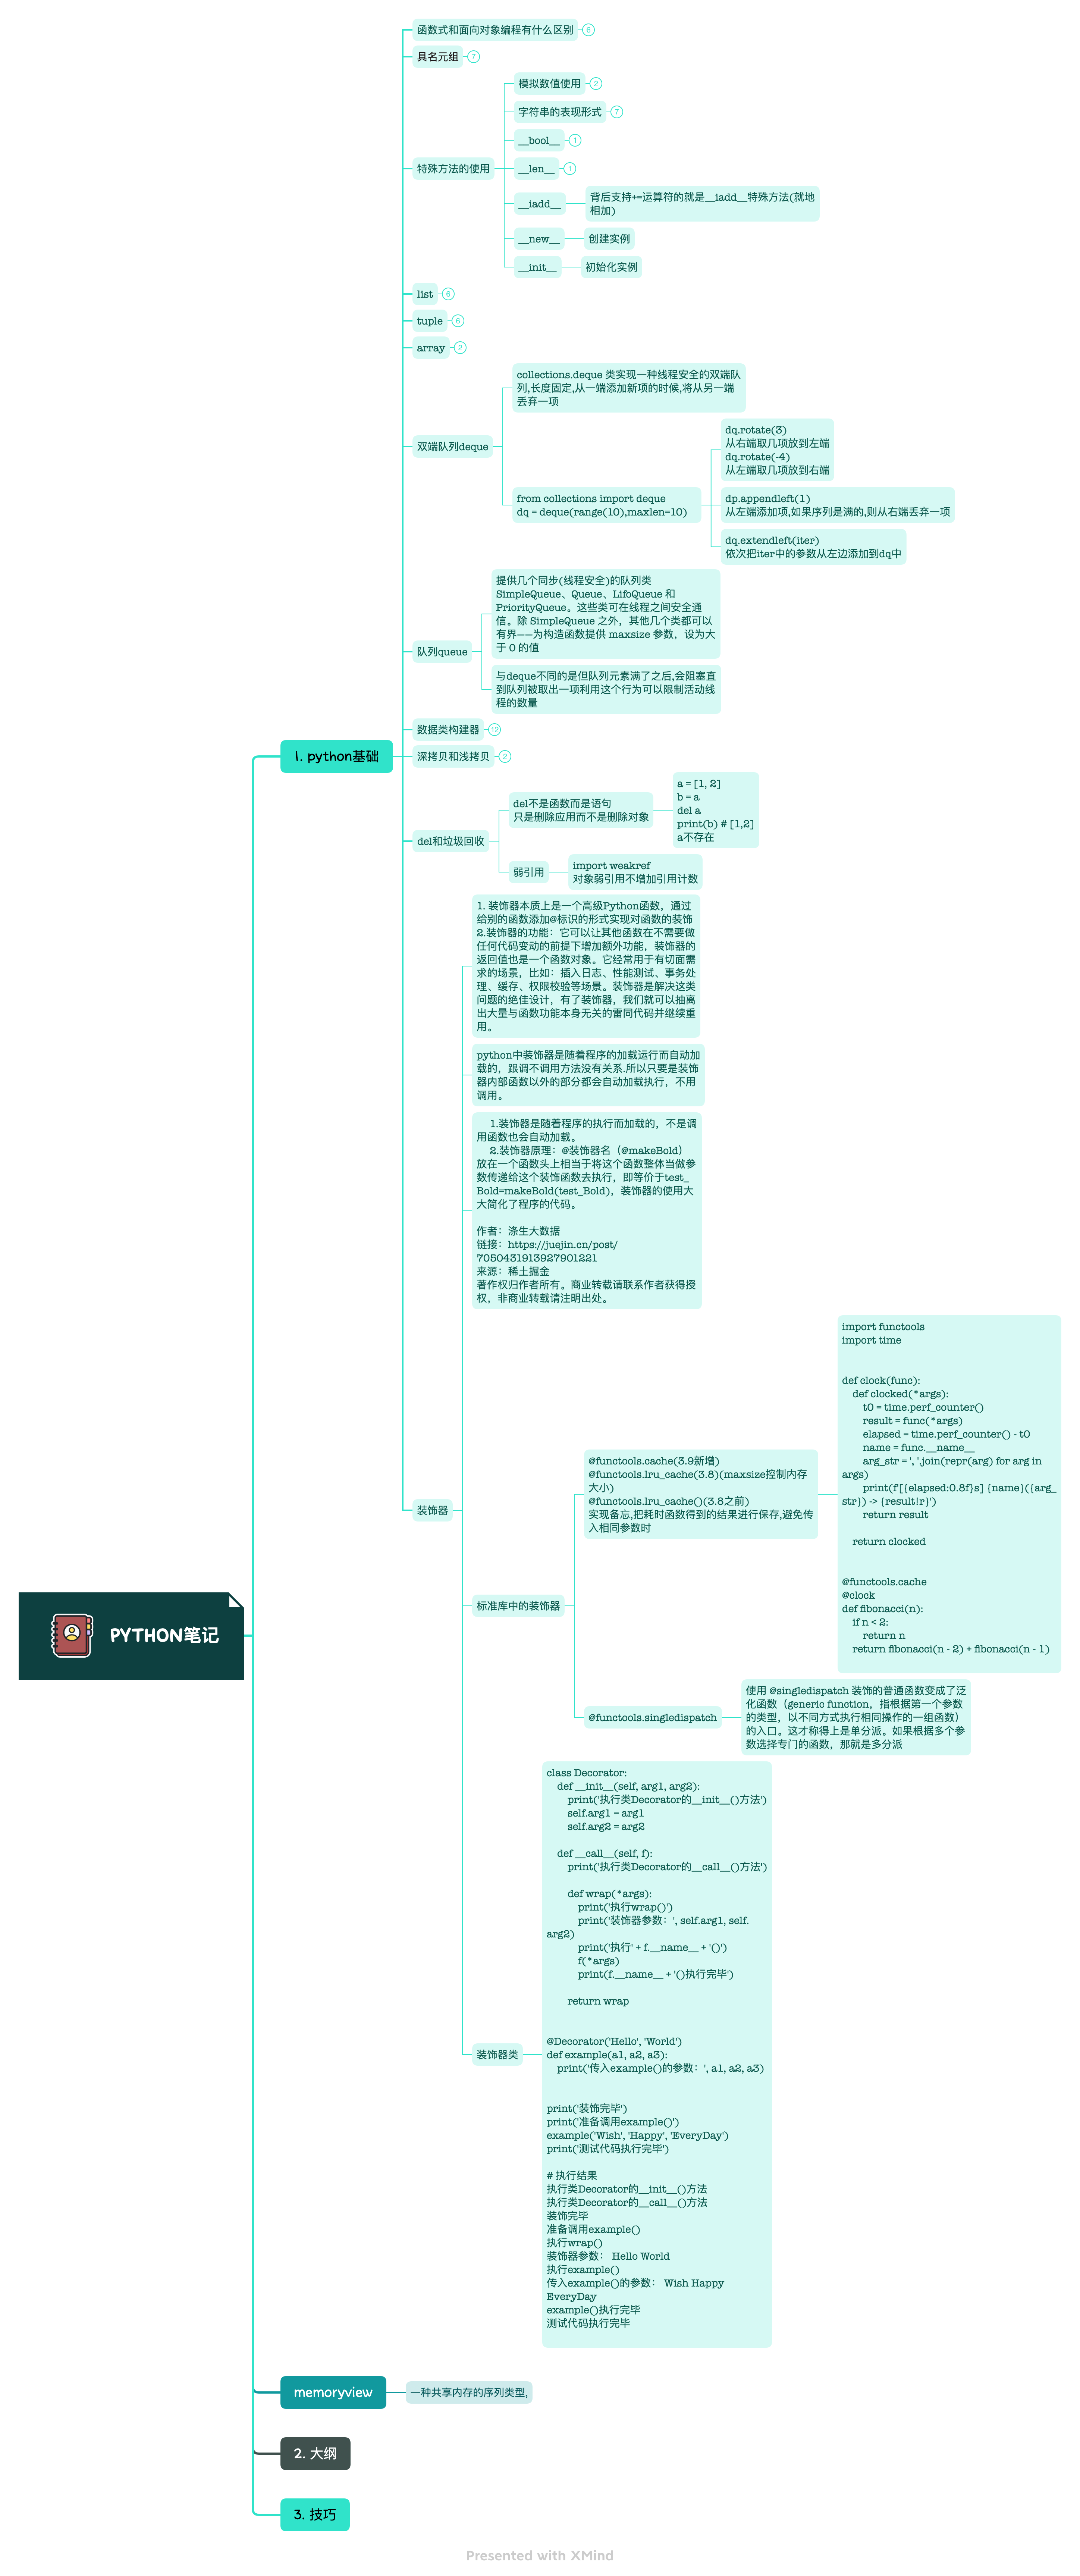 函数式和面向对象编程有什么区别
6
具名元组
7
特殊方法的使用
模拟数值使用
2
字符串的表现形式
7
__bool__
1
__len__
1
__iadd__
背后支持+=运算符的就是__iadd__特殊方法(就地
相加)
__new__
创建实例
__init__
初始化实例
list
6
tuple
6
array
2
双端队列deque
collections.deque 类实现一种线程安全的双端队
列,长度固定,从一端添加新项的时候,将从另一端
丢弃一项
from collections import deque
dq = deque(range(10),maxlen=10)
dq.rotate(3)
从右端取几项放到左端
dq.rotate(-4)
从左端取几项放到右端
dp.appendleft(1)
从左端添加项,如果序列是满的,则从右端丢弃一项
dq.extendleft(iter)
依次把iter中的参数从左边添加到dq中
队列queue
提供几个同步(线程安全)的队列类
SimpleQueue、Queue、LifoQueue 和
PriorityQueue。这些类可在线程之间安全通
信。除 SimpleQueue 之外，其他几个类都可以
有界——为构造函数提供 maxsize 参数，设为大
于 0 的值
与deque不同的是但队列元素满了之后,会阻塞直
到队列被取出一项利用这个行为可以限制活动线
程的数量
数据类构建器
12
1. python基础
深拷贝和浅拷贝
2
del和垃圾回收
del不是函数而是语句
只是删除应用而不是删除对象
a = [1, 2]
b = a
del a
print(b) # [1,2]
a不存在
弱引用
import weakref
对象弱引用不增加引用计数
装饰器
1. 装饰器本质上是一个高级Python函数，通过
给别的函数添加@标识的形式实现对函数的装饰
2.装饰器的功能：它可以让其他函数在不需要做
任何代码变动的前提下增加额外功能，装饰器的
返回值也是一个函数对象。它经常用于有切面需
求的场景，比如：插入日志、性能测试、事务处
理、缓存、权限校验等场景。装饰器是解决这类
问题的绝佳设计，有了装饰器，我们就可以抽离
出大量与函数功能本身无关的雷同代码并继续重
用。
python中装饰器是随着程序的加载运行而自动加
载的，跟调不调用方法没有关系.所以只要是装饰
器内部函数以外的部分都会自动加载执行，不用
调用。
1.装饰器是随着程序的执行而加载的，不是调
用函数也会自动加载。
2.装饰器原理：@装饰器名（@makeBold）
放在一个函数头上相当于将这个函数整体当做参
数传递给这个装饰函数去执行，即等价于test_
Bold=makeBold(test_Bold)，装饰器的使用大
大简化了程序的代码。
作者：涤生大数据
链接：https://juejin.cn/post/
7050431913927901221
来源：稀土掘金
著作权归作者所有。商业转载请联系作者获得授
权，非商业转载请注明出处。
标准库中的装饰器
@functools.cache(3.9新增)
@functools.lru_cache(3.8)(maxsize控制内存
大小)
@functools.lru_cache()(3.8之前)
实现备忘,把耗时函数得到的结果进行保存,避免传
入相同参数时
import functools
import time
def clock(func):
def clocked(*args):
t0 = time.perf_counter()
result = func(*args)
elapsed = time.perf_counter() - t0
name = func.__name__
arg_str = ', '.join(repr(arg) for arg in
args)
print(f'[{elapsed:0.8f}s] {name}({arg_
str}) -> {result!r}')
return result
return clocked
@functools.cache
@clock
def fibonacci(n):
if n < 2:
return n
return fibonacci(n - 2) + fibonacci(n - 1)
@functools.singledispatch
使用 @singledispatch 装饰的普通函数变成了泛
化函数（generic function，指根据第一个参数
的类型，以不同方式执行相同操作的一组函数）
的入口。这才称得上是单分派。如果根据多个参
数选择专门的函数，那就是多分派
PYTHON笔记
装饰器类
class Decorator:
def __init__(self, arg1, arg2):
print('执行类Decorator的__init__()方法')
self.arg1 = arg1
self.arg2 = arg2
def __call__(self, f):
print('执行类Decorator的__call__()方法')
def wrap(*args):
print('执行wrap()')
print('装饰器参数：', self.arg1, self.
arg2)
print('执行' + f.__name__ + '()')
f(*args)
print(f.__name__ + '()执行完毕')
return wrap
@Decorator('Hello', 'World')
def example(a1, a2, a3):
print('传入example()的参数：', a1, a2, a3)
print('装饰完毕')
print('准备调用example()')
example('Wish', 'Happy', 'EveryDay')
print('测试代码执行完毕')
# 执行结果
执行类Decorator的__init__()方法
执行类Decorator的__call__()方法
装饰完毕
准备调用example()
执行wrap()
装饰器参数： Hello World
执行example()
传入example()的参数： Wish Happy
EveryDay
example()执行完毕
测试代码执行完毕
memoryview
一种共享内存的序列类型,
2. 大纲
3. 技巧
Presented with XMind